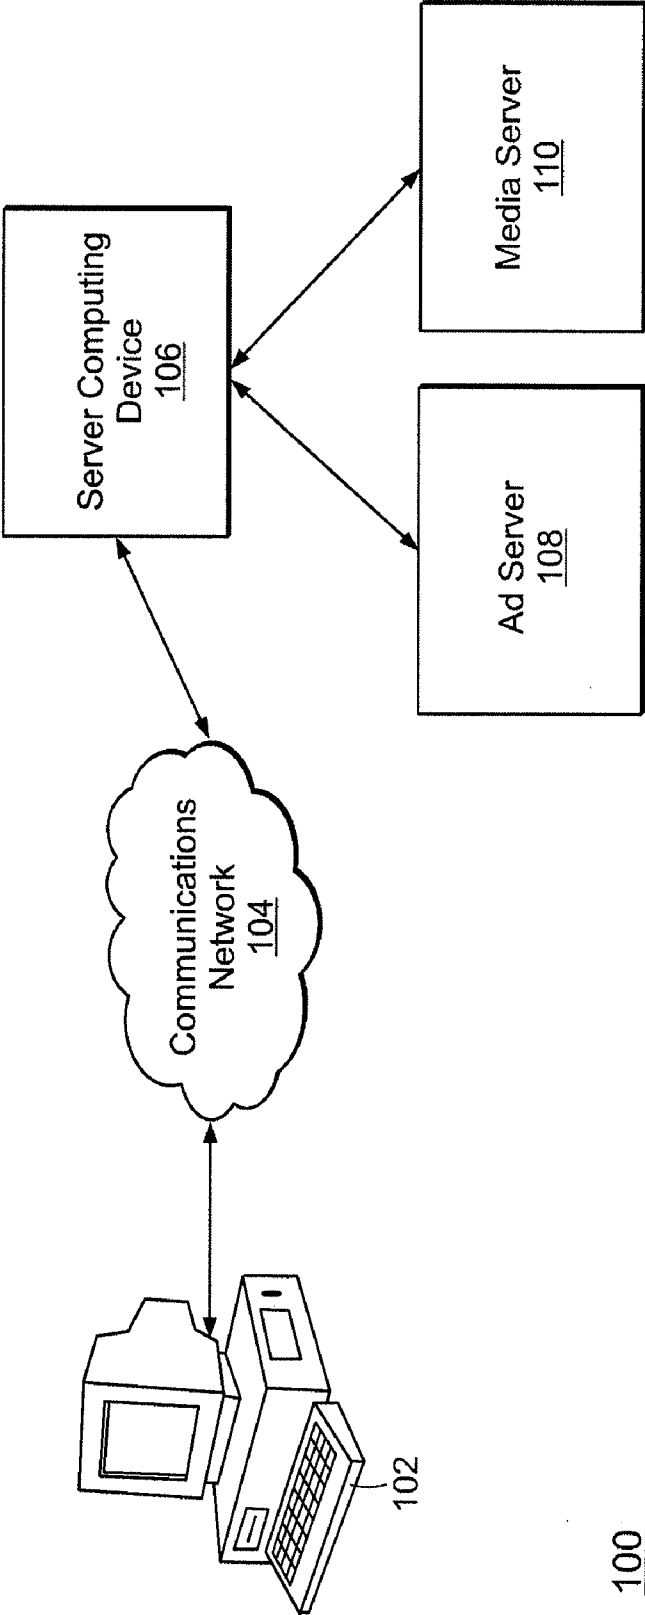 Server Computing
Device
106
Media Server
110
Ad Server
108
Communications
Network
104
102
100